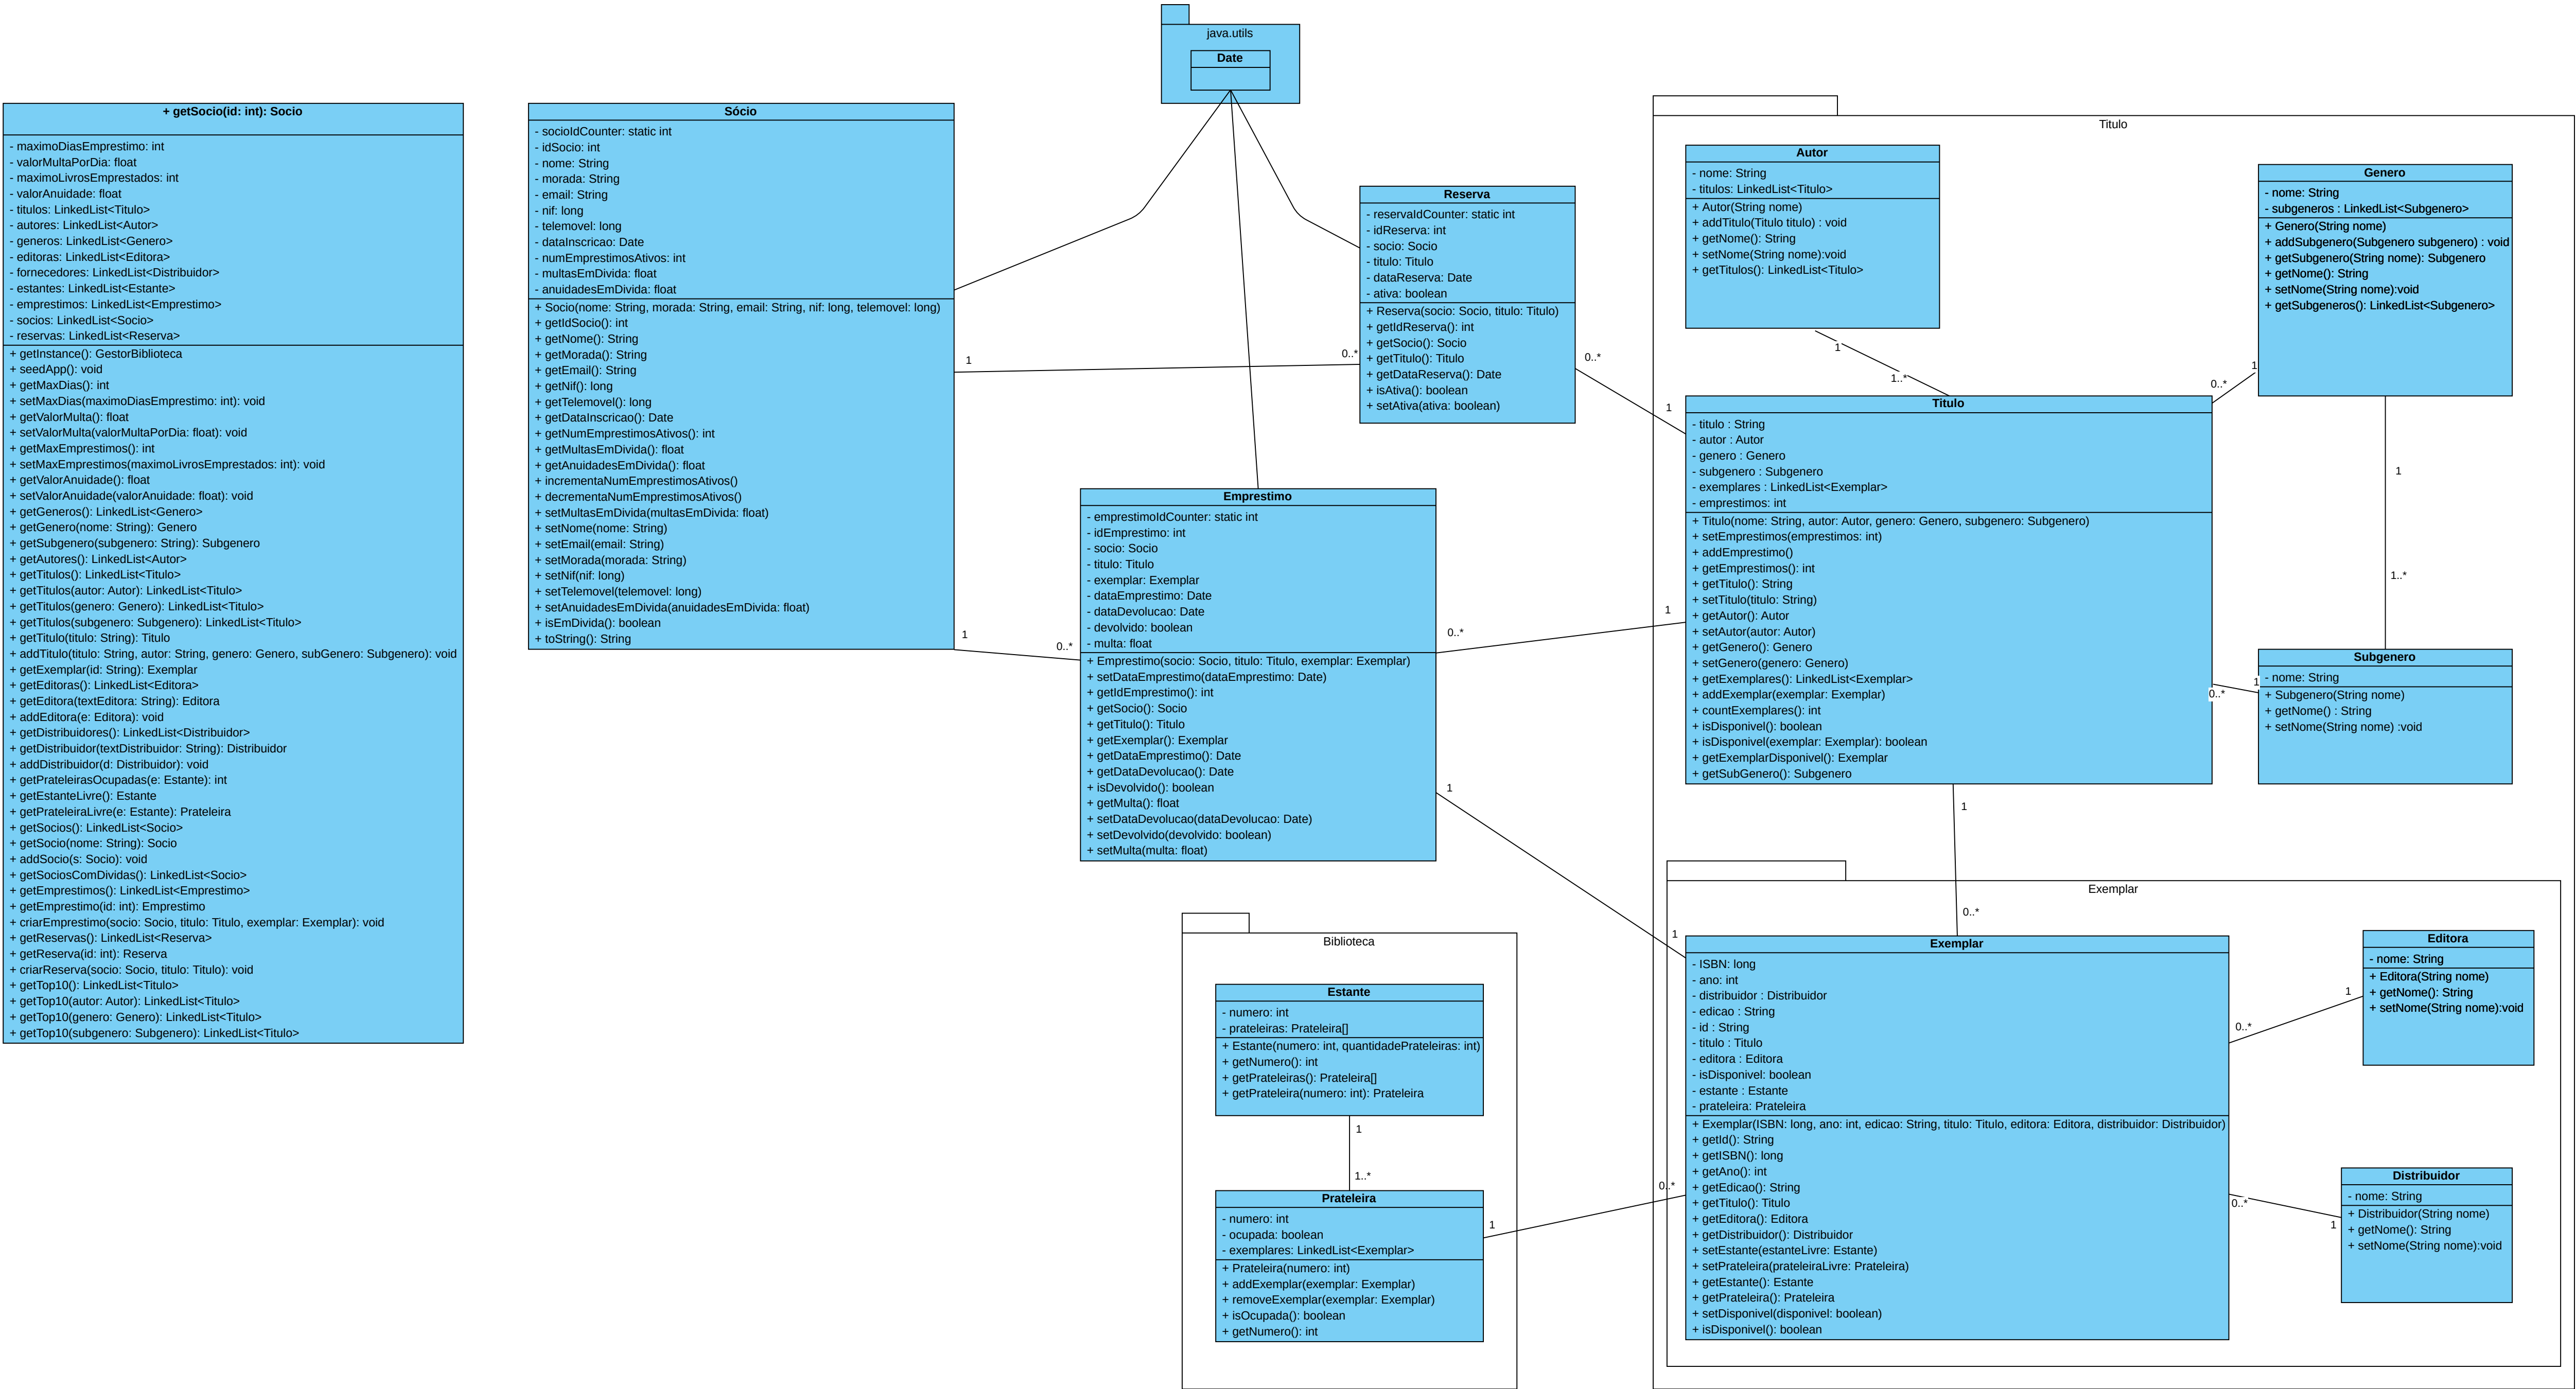 java.utils
Date
+ getSocio(id: int): Socio
- maximoDiasEmprestimo: int
- valorMultaPorDia: float
- maximoLivrosEmprestados: int
- valorAnuidade: float
- titulos: LinkedList<Titulo>
- autores: LinkedList<Autor>
- generos: LinkedList<Genero>
- editoras: LinkedList<Editora>
- fornecedores: LinkedList<Distribuidor>
- estantes: LinkedList<Estante>
- emprestimos: LinkedList<Emprestimo>
- socios: LinkedList<Socio>
- reservas: LinkedList<Reserva>
+ getInstance(): GestorBiblioteca
+ seedApp(): void
+ getMaxDias(): int
+ setMaxDias(maximoDiasEmprestimo: int): void
+ getValorMulta(): float
+ setValorMulta(valorMultaPorDia: float): void
+ getMaxEmprestimos(): int
+ setMaxEmprestimos(maximoLivrosEmprestados: int): void
+ getValorAnuidade(): float
+ setValorAnuidade(valorAnuidade: float): void
+ getGeneros(): LinkedList<Genero>
+ getGenero(nome: String): Genero
+ getSubgenero(subgenero: String): Subgenero
+ getAutores(): LinkedList<Autor>
+ getTitulos(): LinkedList<Titulo>
+ getTitulos(autor: Autor): LinkedList<Titulo>
+ getTitulos(genero: Genero): LinkedList<Titulo>
+ getTitulos(subgenero: Subgenero): LinkedList<Titulo>
+ getTitulo(titulo: String): Titulo
+ addTitulo(titulo: String, autor: String, genero: Genero, subGenero: Subgenero): void
+ getExemplar(id: String): Exemplar
+ getEditoras(): LinkedList<Editora>
+ getEditora(textEditora: String): Editora
+ addEditora(e: Editora): void
+ getDistribuidores(): LinkedList<Distribuidor>
+ getDistribuidor(textDistribuidor: String): Distribuidor
+ addDistribuidor(d: Distribuidor): void
+ getPrateleirasOcupadas(e: Estante): int
+ getEstanteLivre(): Estante
+ getPrateleiraLivre(e: Estante): Prateleira
+ getSocios(): LinkedList<Socio>
+ getSocio(nome: String): Socio
+ addSocio(s: Socio): void
+ getSociosComDividas(): LinkedList<Socio>
+ getEmprestimos(): LinkedList<Emprestimo>
+ getEmprestimo(id: int): Emprestimo
+ criarEmprestimo(socio: Socio, titulo: Titulo, exemplar: Exemplar): void
+ getReservas(): LinkedList<Reserva>
+ getReserva(id: int): Reserva
+ criarReserva(socio: Socio, titulo: Titulo): void
+ getTop10(): LinkedList<Titulo>
+ getTop10(autor: Autor): LinkedList<Titulo>
+ getTop10(genero: Genero): LinkedList<Titulo>
+ getTop10(subgenero: Subgenero): LinkedList<Titulo>
Sócio
- socioIdCounter: static int
- idSocio: int
- nome: String
- morada: String
- email: String
- nif: long
- telemovel: long
- dataInscricao: Date
- numEmprestimosAtivos: int
- multasEmDivida: float
- anuidadesEmDivida: float
+ Socio(nome: String, morada: String, email: String, nif: long, telemovel: long)
+ getIdSocio(): int
+ getNome(): String
+ getMorada(): String
+ getEmail(): String
+ getNif(): long
+ getTelemovel(): long
+ getDataInscricao(): Date
+ getNumEmprestimosAtivos(): int
+ getMultasEmDivida(): float
+ getAnuidadesEmDivida(): float
+ incrementaNumEmprestimosAtivos()
+ decrementaNumEmprestimosAtivos()
+ setMultasEmDivida(multasEmDivida: float)
+ setNome(nome: String)
+ setEmail(email: String)
+ setMorada(morada: String)
+ setNif(nif: long)
+ setTelemovel(telemovel: long)
+ setAnuidadesEmDivida(anuidadesEmDivida: float)
+ isEmDivida(): boolean
+ toString(): String
1
0..*
1
0..*
Reserva
- reservaIdCounter: static int
- idReserva: int
- socio: Socio
- titulo: Titulo
- dataReserva: Date
- ativa: boolean
+ Reserva(socio: Socio, titulo: Titulo)
+ getIdReserva(): int
+ getSocio(): Socio
+ getTitulo(): Titulo
+ getDataReserva(): Date
+ isAtiva(): boolean
+ setAtiva(ativa: boolean)
0..*
1
Emprestimo
- emprestimoIdCounter: static int
- idEmprestimo: int
- socio: Socio
- titulo: Titulo
- exemplar: Exemplar
- dataEmprestimo: Date
- dataDevolucao: Date
- devolvido: boolean
- multa: float
+ Emprestimo(socio: Socio, titulo: Titulo, exemplar: Exemplar)
+ setDataEmprestimo(dataEmprestimo: Date)
+ getIdEmprestimo(): int
+ getSocio(): Socio
+ getTitulo(): Titulo
+ getExemplar(): Exemplar
+ getDataEmprestimo(): Date
+ getDataDevolucao(): Date
+ isDevolvido(): boolean
+ getMulta(): float
+ setDataDevolucao(dataDevolucao: Date)
+ setDevolvido(devolvido: boolean)
+ setMulta(multa: float)
0..*
1
1
1
Biblioteca
Estante
- numero: int
- prateleiras: Prateleira[]
+ Estante(numero: int, quantidadePrateleiras: int)
+ getNumero(): int
+ getPrateleiras(): Prateleira[]
+ getPrateleira(numero: int): Prateleira
1
1..*
Prateleira
- numero: int
- ocupada: boolean
- exemplares: LinkedList<Exemplar>
+ Prateleira(numero: int)
+ addExemplar(exemplar: Exemplar)
+ removeExemplar(exemplar: Exemplar)
+ isOcupada(): boolean
+ getNumero(): int
1
0..*
Titulo
Autor
- nome: String
- titulos: LinkedList<Titulo>
+ Autor(String nome)
+ addTitulo(Titulo titulo) : void
+ getNome(): String
+ setNome(String nome):void
+ getTitulos(): LinkedList<Titulo>
1
1..*
Genero
- nome: String
- subgeneros : LinkedList<Subgenero>
+ Genero(String nome)
+ addSubgenero(Subgenero subgenero) : void
+ getSubgenero(String nome): Subgenero
+ getNome(): String
+ setNome(String nome):void
+ getSubgeneros(): LinkedList<Subgenero>
1
0..*
1
1..*
Titulo
- titulo : String
- autor : Autor
- genero : Genero
- subgenero : Subgenero
- exemplares : LinkedList<Exemplar>
- emprestimos: int
+ Titulo(nome: String, autor: Autor, genero: Genero, subgenero: Subgenero)
+ setEmprestimos(emprestimos: int)
+ addEmprestimo()
+ getEmprestimos(): int
+ getTitulo(): String
+ setTitulo(titulo: String)
+ getAutor(): Autor
+ setAutor(autor: Autor)
+ getGenero(): Genero
+ setGenero(genero: Genero)
+ getExemplares(): LinkedList<Exemplar>
+ addExemplar(exemplar: Exemplar)
+ countExemplares(): int
+ isDisponivel(): boolean
+ isDisponivel(exemplar: Exemplar): boolean
+ getExemplarDisponivel(): Exemplar
+ getSubGenero(): Subgenero
0..*
1
Subgenero
- nome: String
+ Subgenero(String nome)
+ getNome() : String
+ setNome(String nome) :void
1
0..*
Exemplar
Exemplar
- ISBN: long
- ano: int
- distribuidor : Distribuidor
- edicao : String
- id : String
- titulo : Titulo
- editora : Editora
- isDisponivel: boolean
- estante : Estante
- prateleira: Prateleira
+ Exemplar(ISBN: long, ano: int, edicao: String, titulo: Titulo, editora: Editora, distribuidor: Distribuidor)
+ getId(): String
+ getISBN(): long
+ getAno(): int
+ getEdicao(): String
+ getTitulo(): Titulo
+ getEditora(): Editora
+ getDistribuidor(): Distribuidor
+ setEstante(estanteLivre: Estante)
+ setPrateleira(prateleiraLivre: Prateleira)
+ getEstante(): Estante
+ getPrateleira(): Prateleira
+ setDisponivel(disponivel: boolean)
+ isDisponivel(): boolean
Editora
- nome: String
+ Editora(String nome)
+ getNome(): String
+ setNome(String nome):void
1
0..*
Distribuidor
- nome: String
+ Distribuidor(String nome)
+ getNome(): String
+ setNome(String nome):void
0..*
1